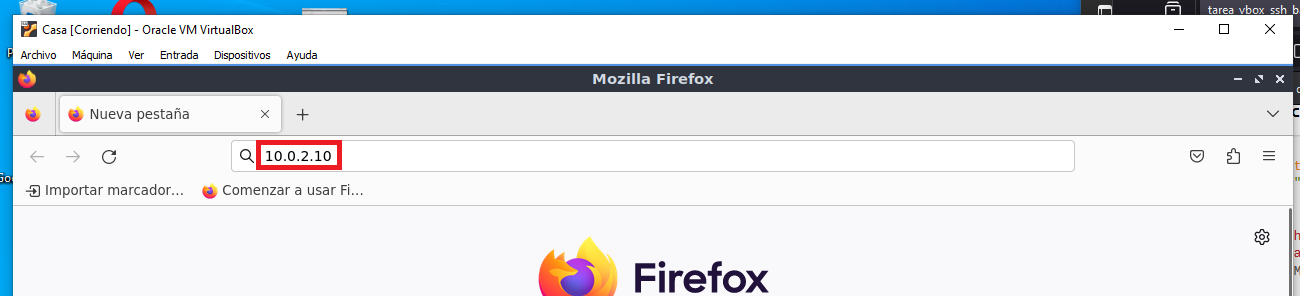 tarea vbox ssh b
Casa [Corriendo] - Oracle VM VirtualBox
Archivo Máquina Ver Entrada Dispositivos Ayuda
Mozilla Firefox
Nueva pestaña
10.0.2.10
Importar marcador...
Comenzar a usar Fi...
Firefox